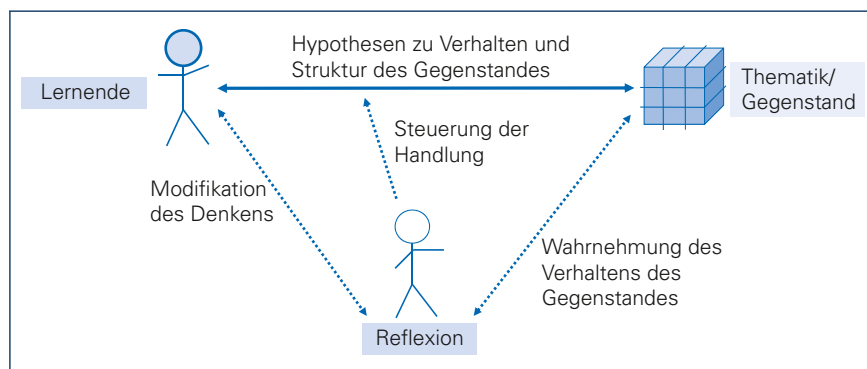 Hypothesen zu Verhalten und
Struktur des Gegenstandes
Lernende
Thematik/
Gegenstand
Steuerung der
Handlung
Modifikation
des Denkens
Wahrnehmung des
Verhaltens des
Gegenstandes
Reflexion